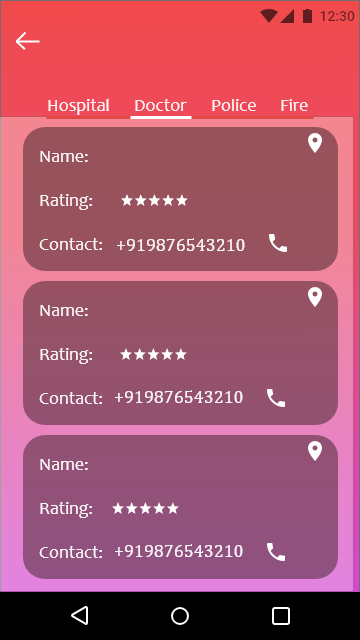 12:30
Hospital Doctor Police Fire
Name:
Rating:
Contact: +919876543210
Name:
Rating:
Contact: +919876543210
Name:
Rating:
Contact: +919876543210